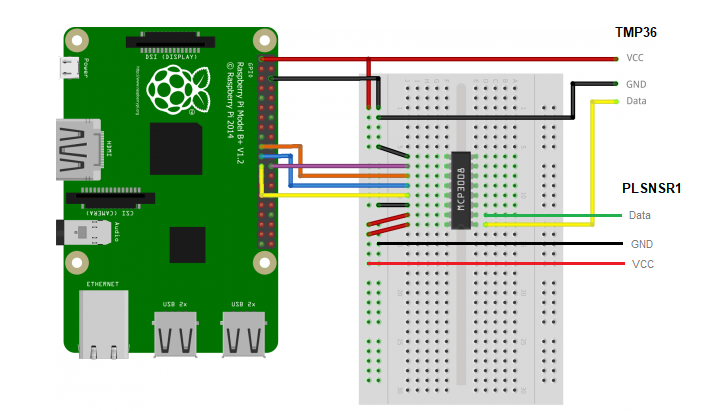 TMP36
VCC
GND
Data
PLSNSR1
Data
GND
VCC
DSI (DISPLAY)
Power
HDMI
CSI (CAMERA)
Audio
ETHERNET
USB 2x
USB 2x
GPIO
Raspberry Pi Model B+ V1.2
© Raspberry Pi 2014
http://www.raspberrypi.org
MCP3008